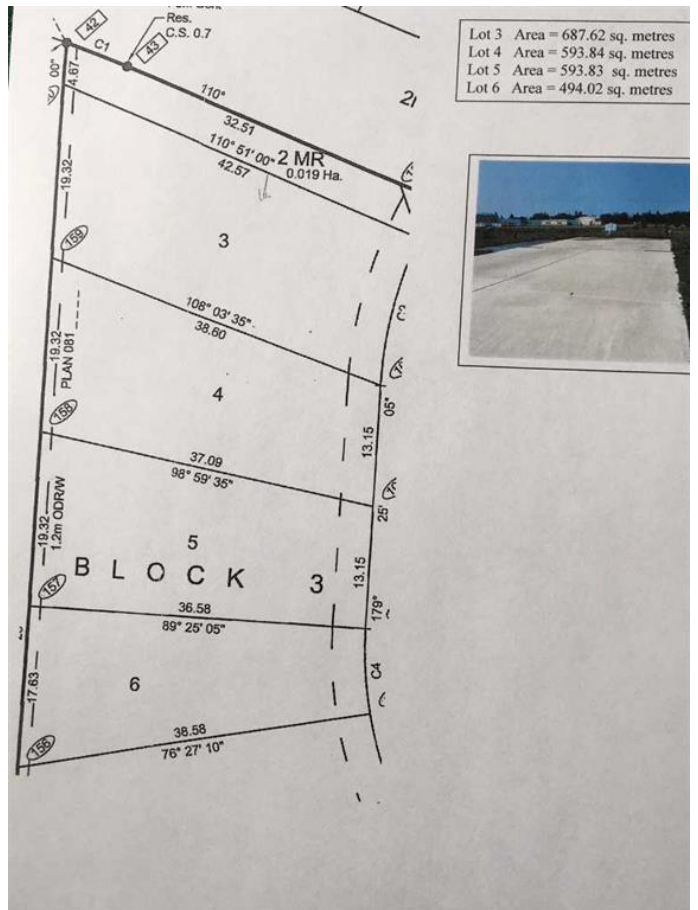 Res.
C.S. 0.7
42
43
C1
00"
4.67
110°
32.51
110° 51' 00"
42.57
2 MR
0.019 Ha.
19.32
3
159
108° 03' 35"
38.60
19.32
PLAN 081
4
158
05"
13.15
37.09
98° 59' 35"
25'
19.32
1.2m ODR/W
5
BLOCK 3
13.15
157
36.58
89° 25' 05"
179°
17.63
6
C4
38.58
76° 27' 10"
156
Lot 3 Area = 687.62 sq. metres
Lot 4 Area = 593.84 sq. metres
Lot 5 Area = 593.83 sq. metres
Lot 6 Area = 494.02 sq. metres